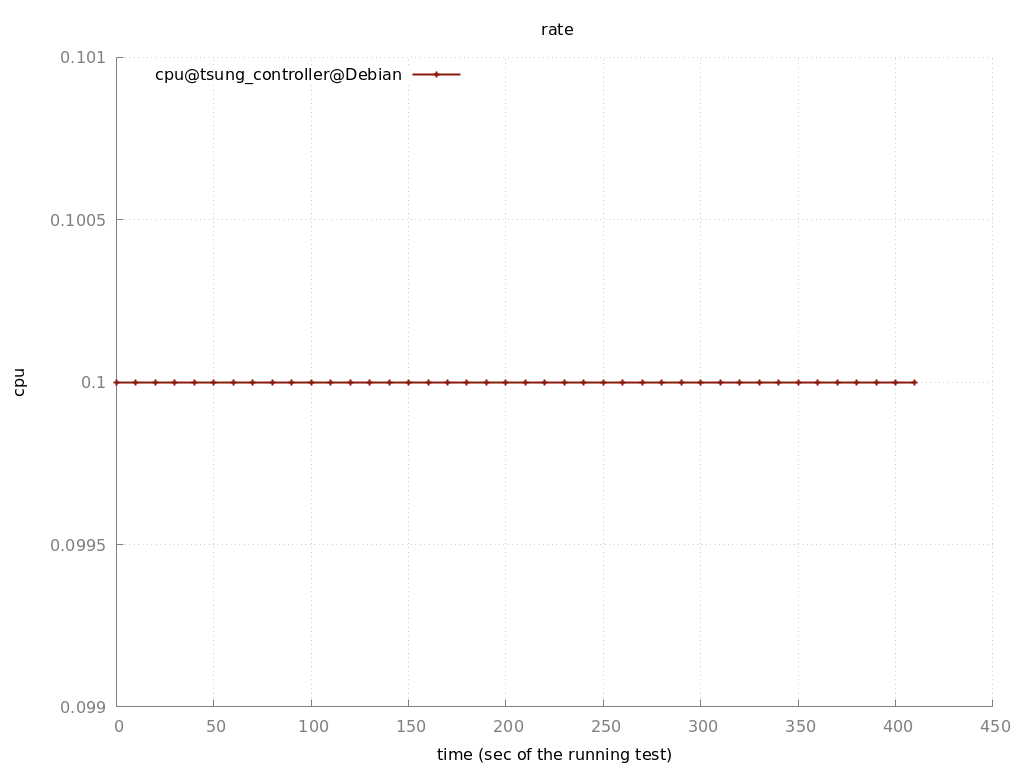 rate
0.101
cpu@tsung_controller@Debian
0.1005
cpu
0.1
0.0995
0.099
0 50 100 150 200 250 300 350 400 450
time (sec of the running test)